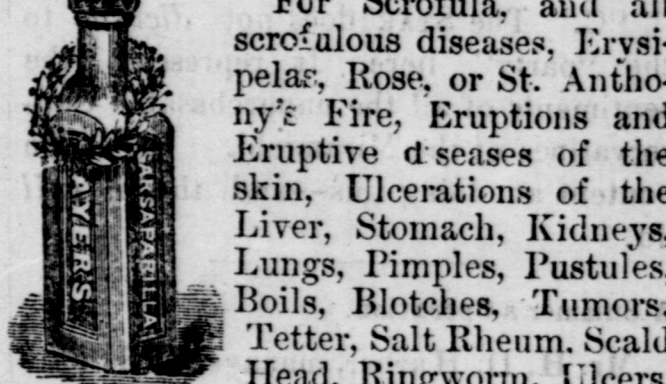 AYER'S
SARSAPARILLA
For Scrofula, and all
scrofulous diseases, Erysi-
pelas, Rose, or St. Antho-
ny's Fire, Eruptions and
Eruptive d seases of the
skin, Ulcerations of the
Liver, Stomach, Kidneys,
Lungs, Pimples, Pustules,
Boils, Blotches, Tumors.
Tetter, Salt Rheum. Scald
Head, Ringworm, Ulcers